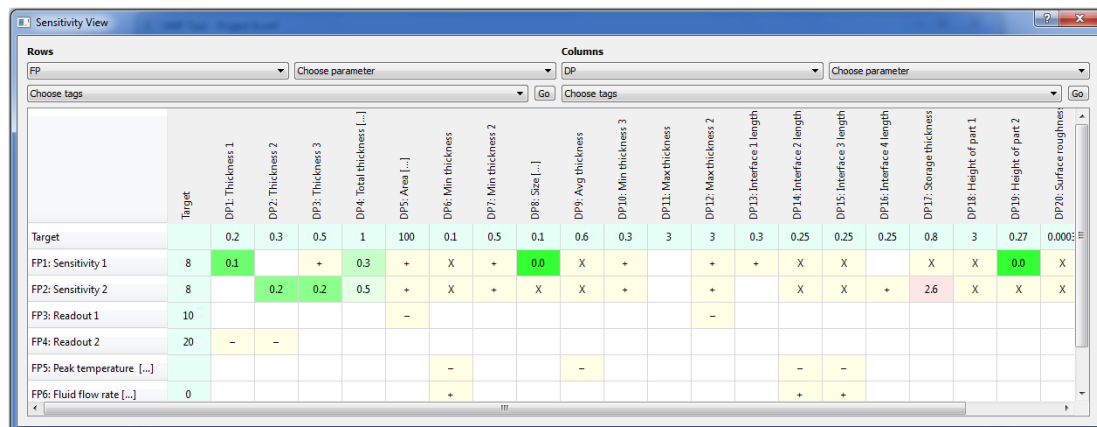 Sensitivity View
Rows
Columns
FP Choose parameter DP Choose parameter
Choose tags Go Choose tags Go
Target DP1: Thickness 1 DP2: Thickness 2 DP3: Thickness 3 DP4: Total thickness [...] DP5: Area [...] DP6: Min thickness DP7: Min thickness 2 DP8: Size [...] DP9: Avg thickness DP10: Min thickness 3 DP11: Max thickness DP12: Max thickness 2 DP13: Interface 1 length DP14: Interface 2 length DP15: Interface 3 length DP16: Interface 4 length DP17: Storage thickness DP18: Height of part 1 DP19: Height of part 2 DP20: Surface roughness
Target 0.2 0.3 0.5 1 100 0.1 0.5 0.1 0.6 0.3 3 3 0.3 0.25 0.25 0.25 0.8 3 0.27 0.000
FP1: Sensitivity 1 8 0.1 + 0.3 + X + 0.0 X + + + X X X X 0.0 X
FP2: Sensitivity 2 8 0.2 0.2 0.5 + X + X X + + X X + 2.6 X X X
FP3: Readout 1 10 – –
FP4: Readout 2 20 – –
FP5: Peak temperature [...] – – – –
FP6: Fluid flow rate [...] 0 + + +